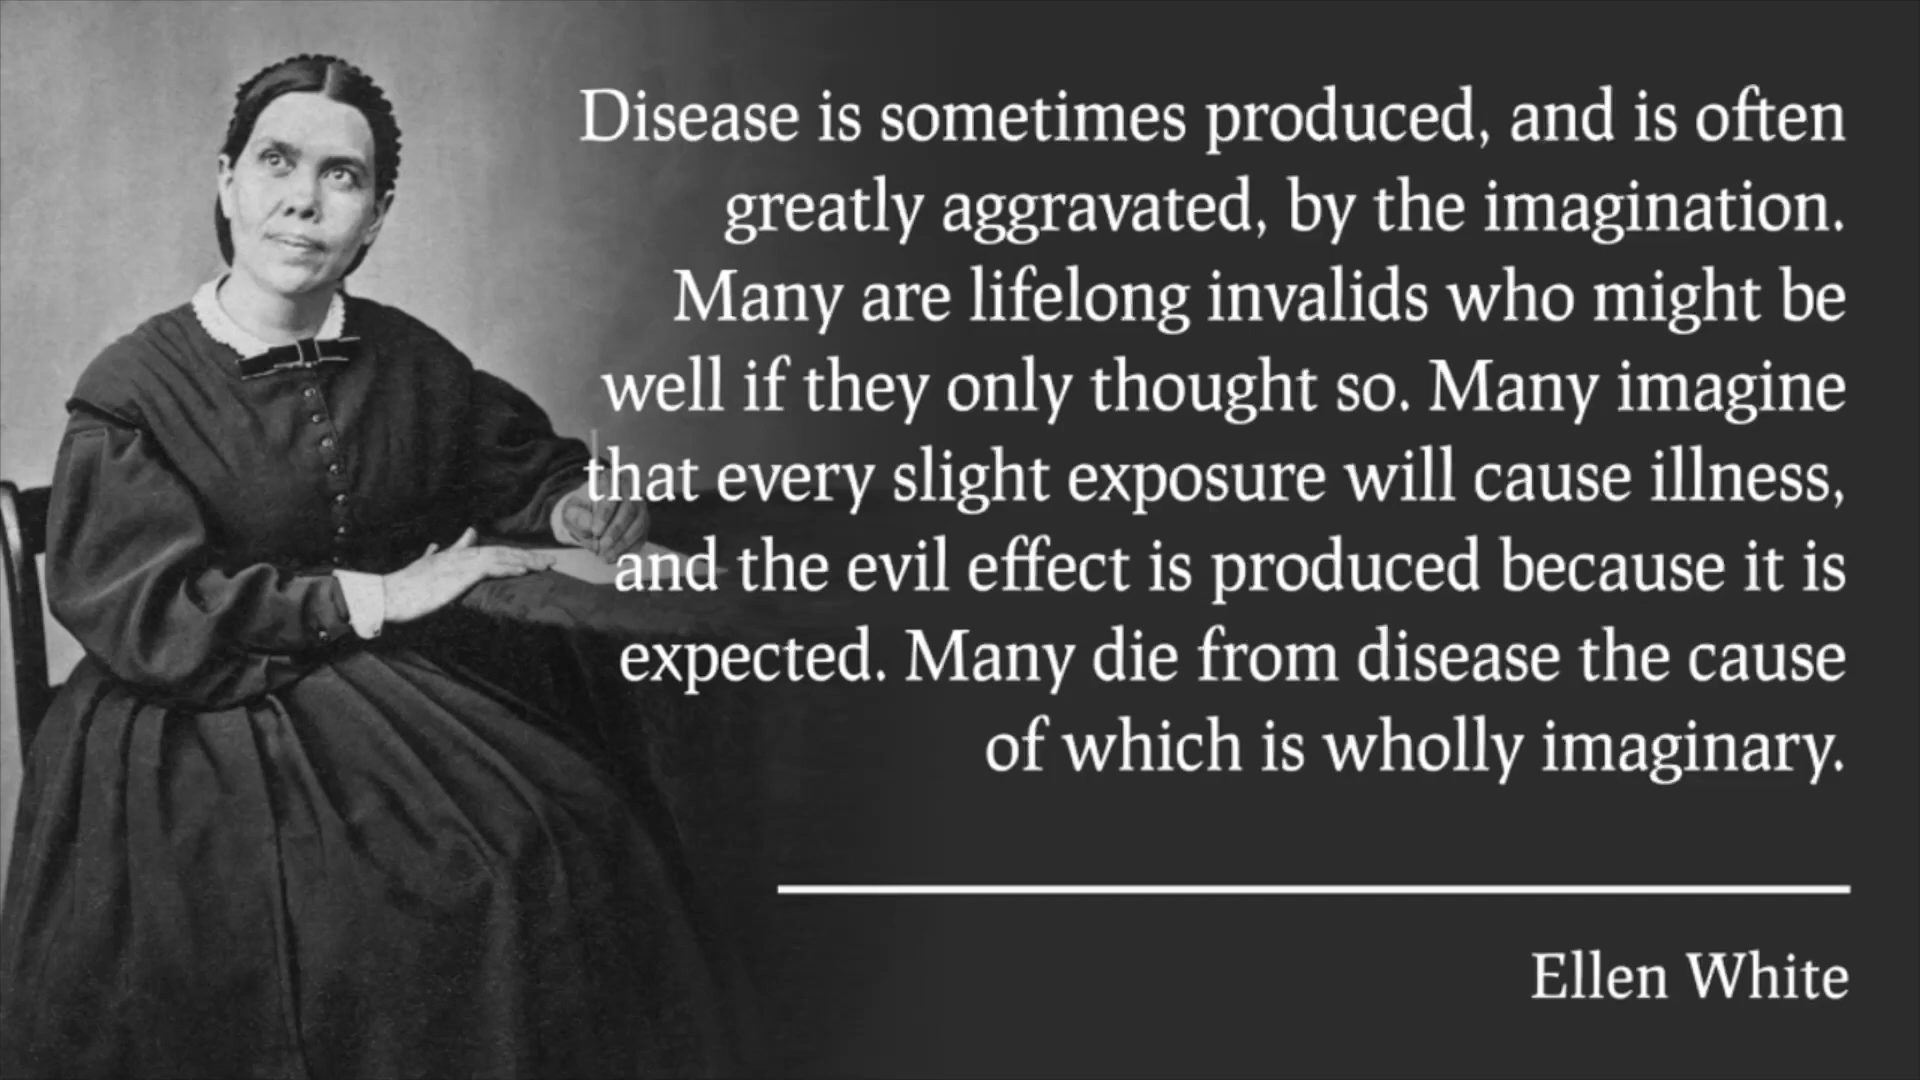 Disease is sometimes produced, and is often
greatly aggravated, by the imagination.
Many are lifelong invalids who might be
well if they only thought so. Many imagine
that every slight exposure will cause illness,
and the evil effect is produced because it is
expected. Many die from disease the cause
of which is wholly imaginary.
Ellen White